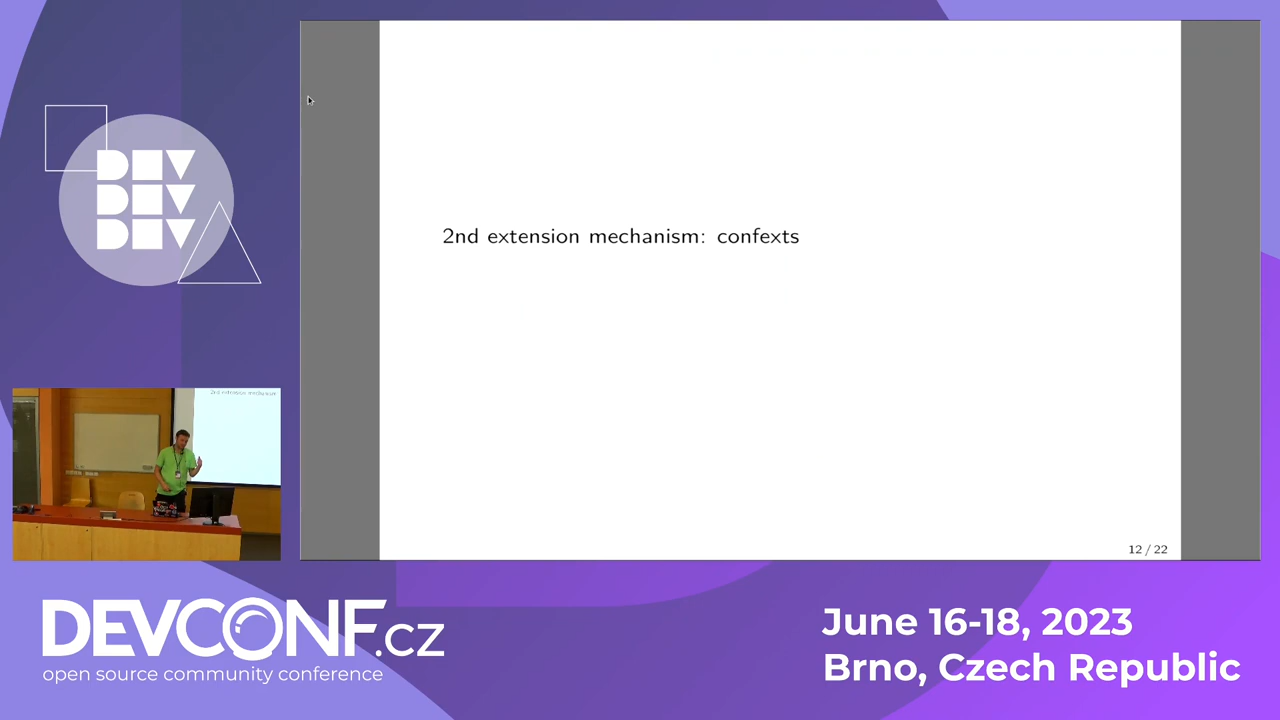 DEV
DEV
DEV
2nd extension mechanism: confexts
12 / 22
DEVCONF.cz
open source community conference
June 16-18, 2023
Brno, Czech Republic